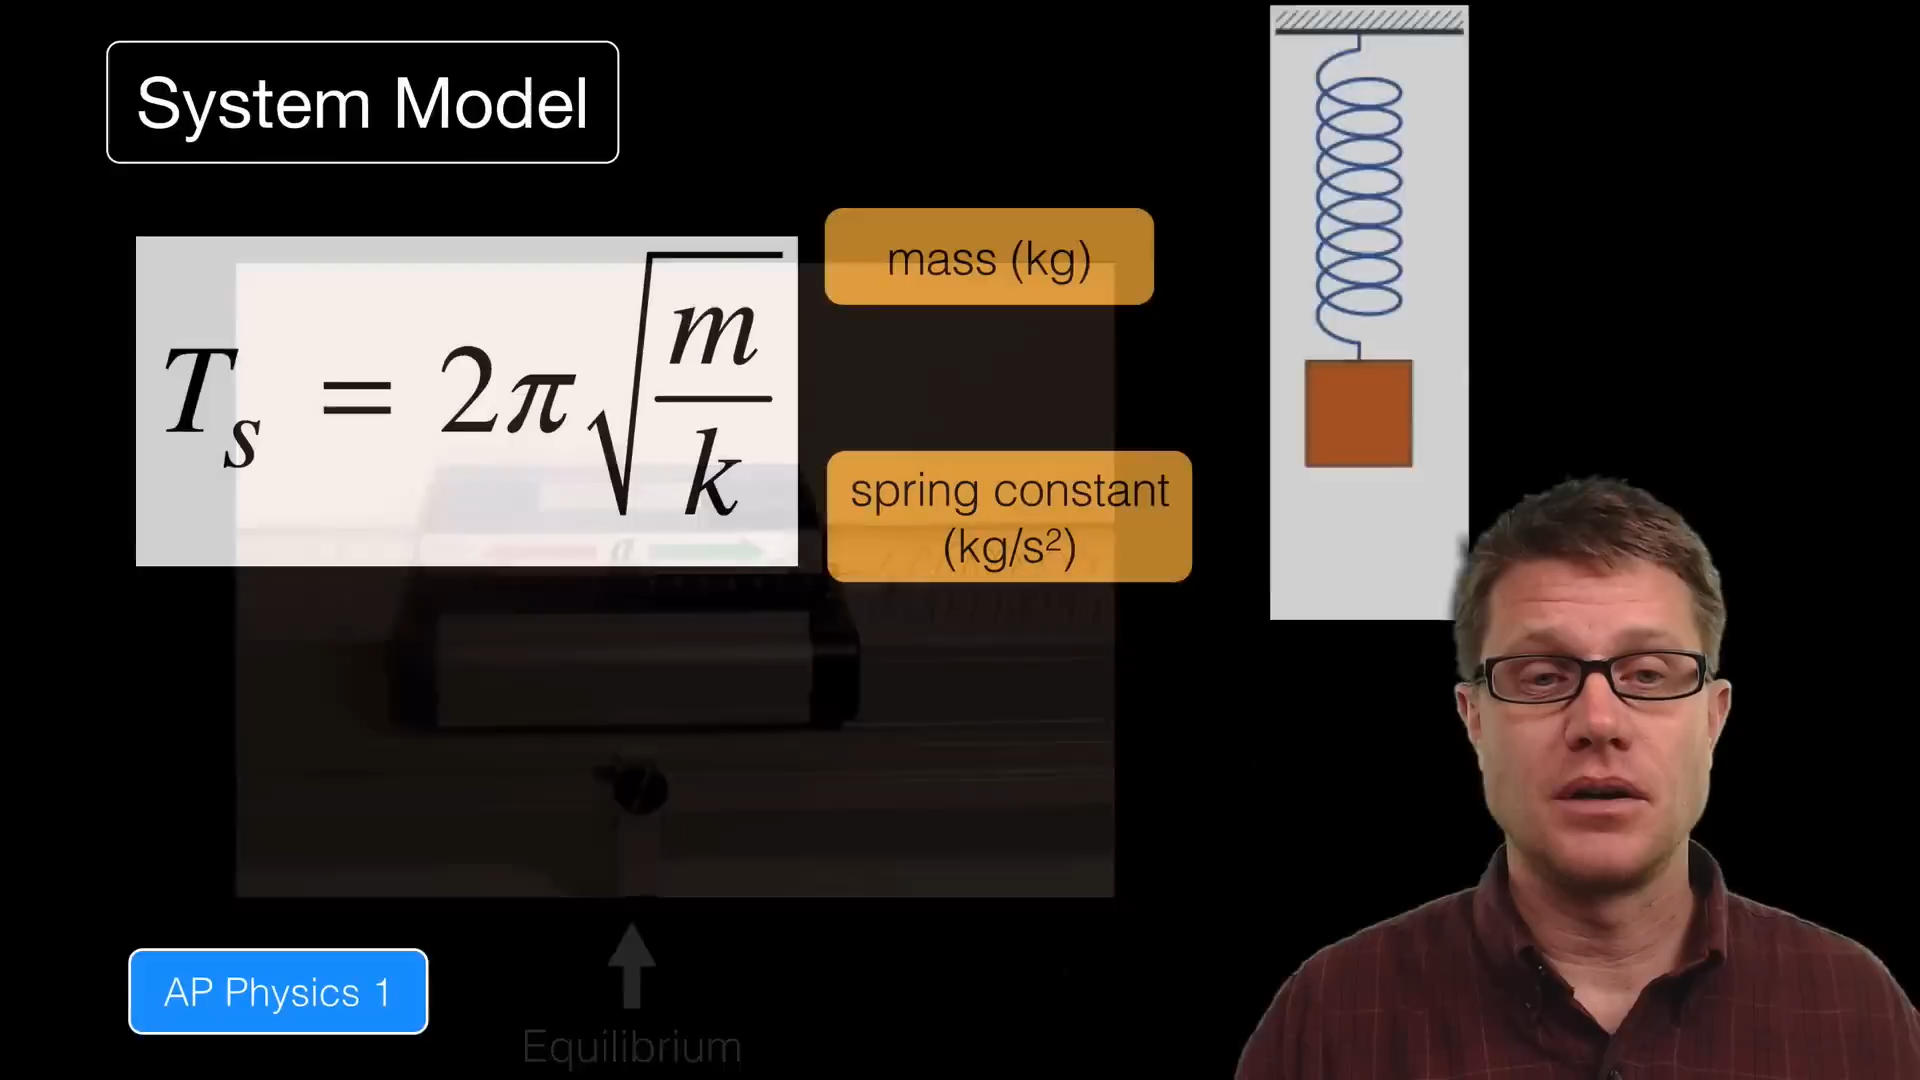 System Model
mass (kg)
T_s = 2π√(m/k)
spring constant
(kg/s²)
a
AP Physics 1
Equilibrium